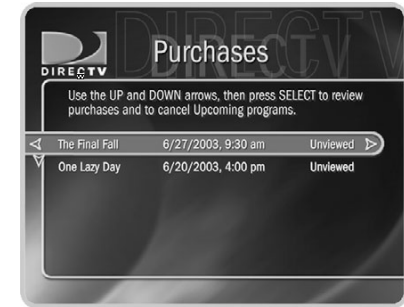 DIRECTV
DIRECTV
Purchases
Use the UP and DOWN arrows, then press SELECT to review
purchases and to cancel Upcoming programs.
The Final Fall 6/27/2003, 9:30 am Unviewed
One Lazy Day 6/20/2003, 4:00 pm Unviewed